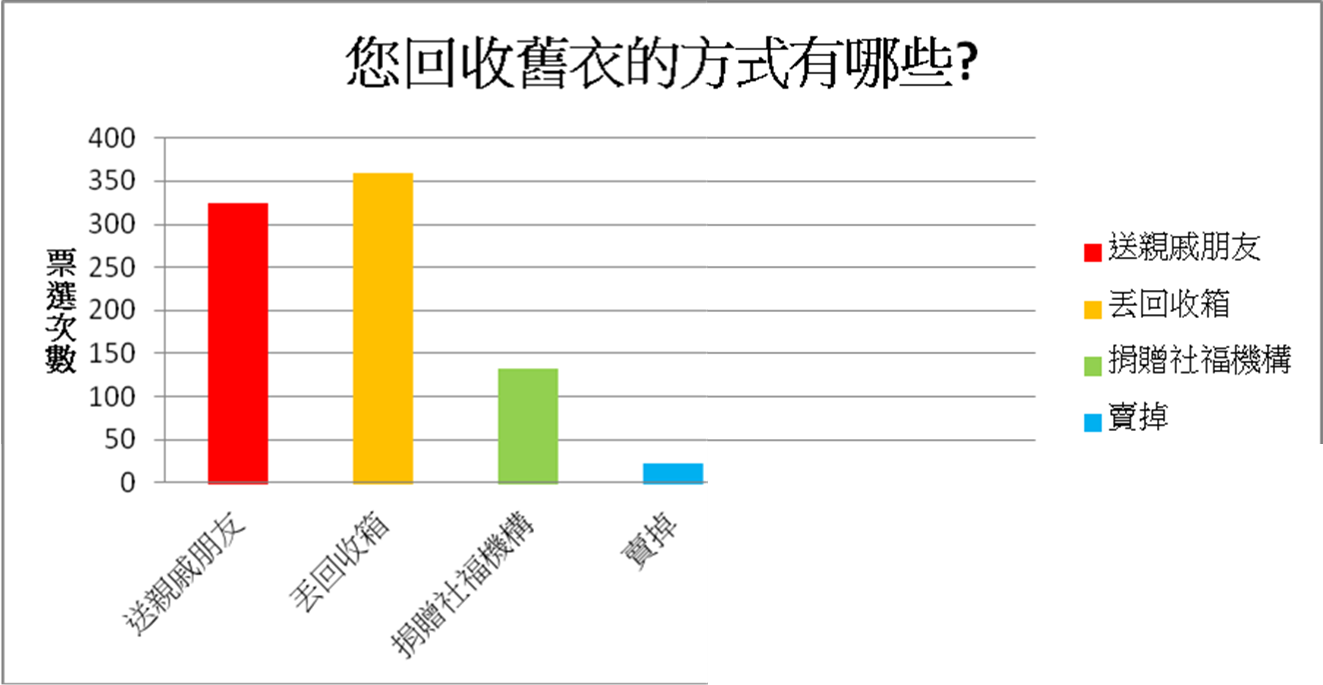 您回收舊衣的方式有哪些?
400
350
300
250
200
150
100
50
0
票選次數
送親戚朋友
丟回收箱
捐贈社福機構
賣掉
送親戚朋友
丟回收箱
捐贈社福機構
賣掉